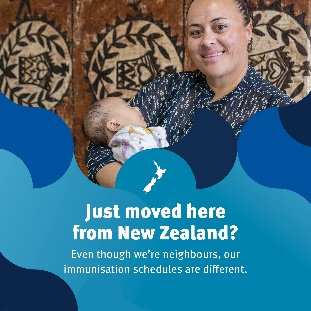 Just moved here
from New Zealand?
Even though we're neighbours, our
immunisation schedules are different.